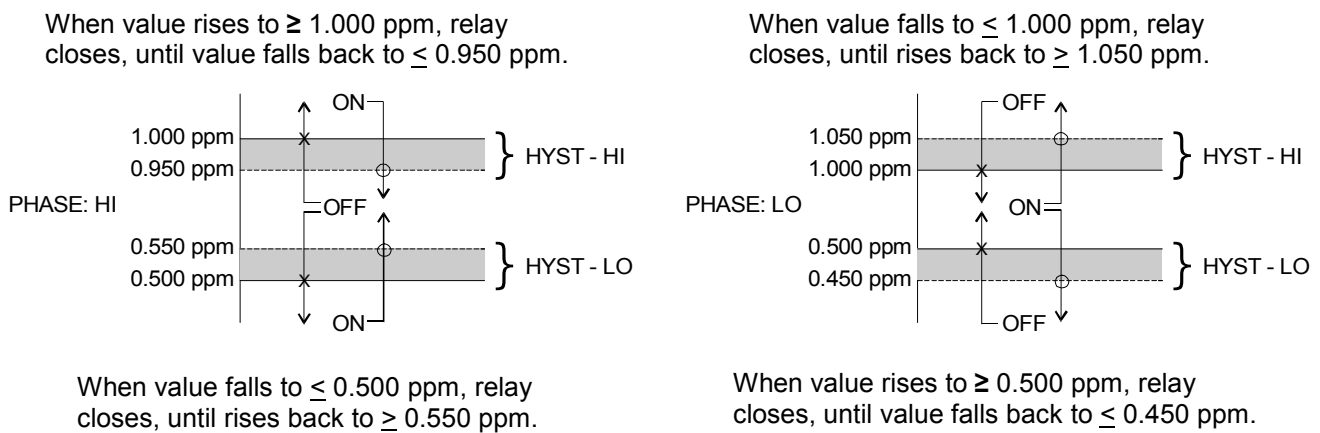 When value rises to ≥ 1.000 ppm, relay
closes, until value falls back to ≤ 0.950 ppm.
ON
1.000 ppm
0.950 ppm
HYST - HI
PHASE: HI
OFF
0.550 ppm
0.500 ppm
HYST - LO
ON
When value falls to ≤ 0.500 ppm, relay
closes, until rises back to ≥ 0.550 ppm.
When value falls to ≤ 1.000 ppm, relay
closes, until rises back to ≥ 1.050 ppm.
OFF
1.050 ppm
1.000 ppm
HYST - HI
PHASE: LO
ON
0.500 ppm
0.450 ppm
HYST - LO
OFF
When value rises to ≥ 0.500 ppm, relay
closes, until value falls back to ≤ 0.450 ppm.